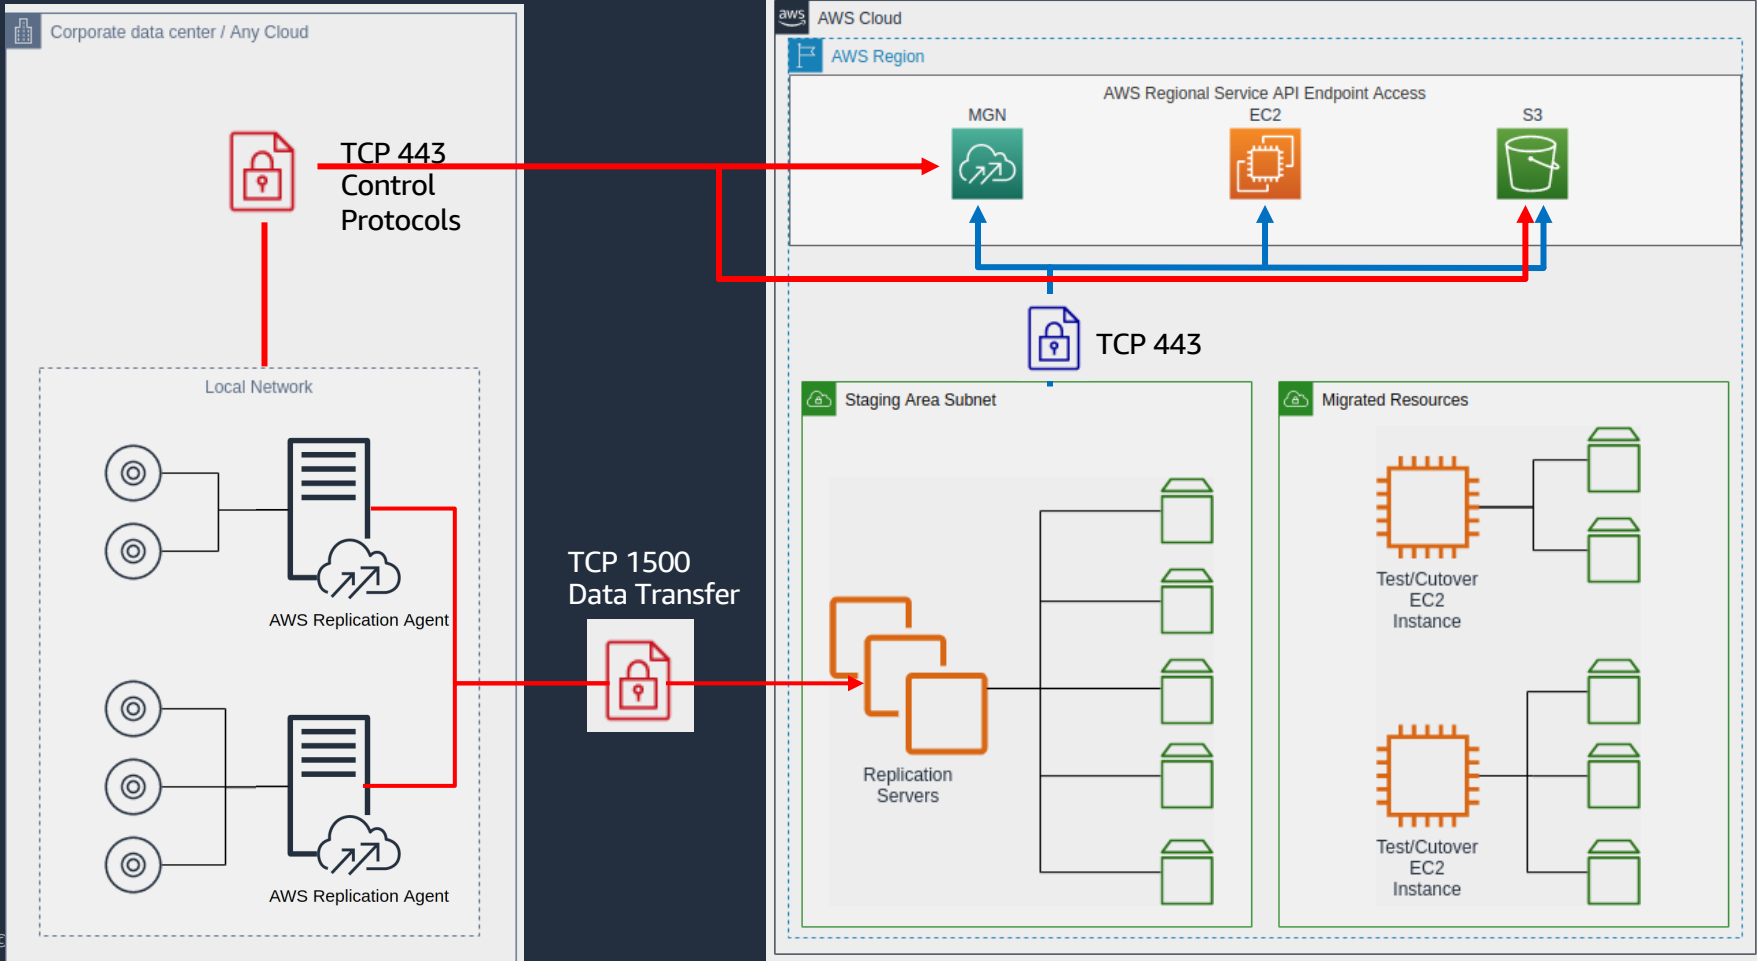 Corporate data center / Any Cloud
TCP 443
Control
Protocols
Local Network
AWS Replication Agent
AWS Replication Agent
TCP 1500
Data Transfer
aws
AWS Cloud
AWS Region
AWS Regional Service API Endpoint Access
MGN
EC2
S3
TCP 443
Staging Area Subnet
Replication
Servers
Migrated Resources
Test/Cutover
EC2
Instance
Test/Cutover
EC2
Instance